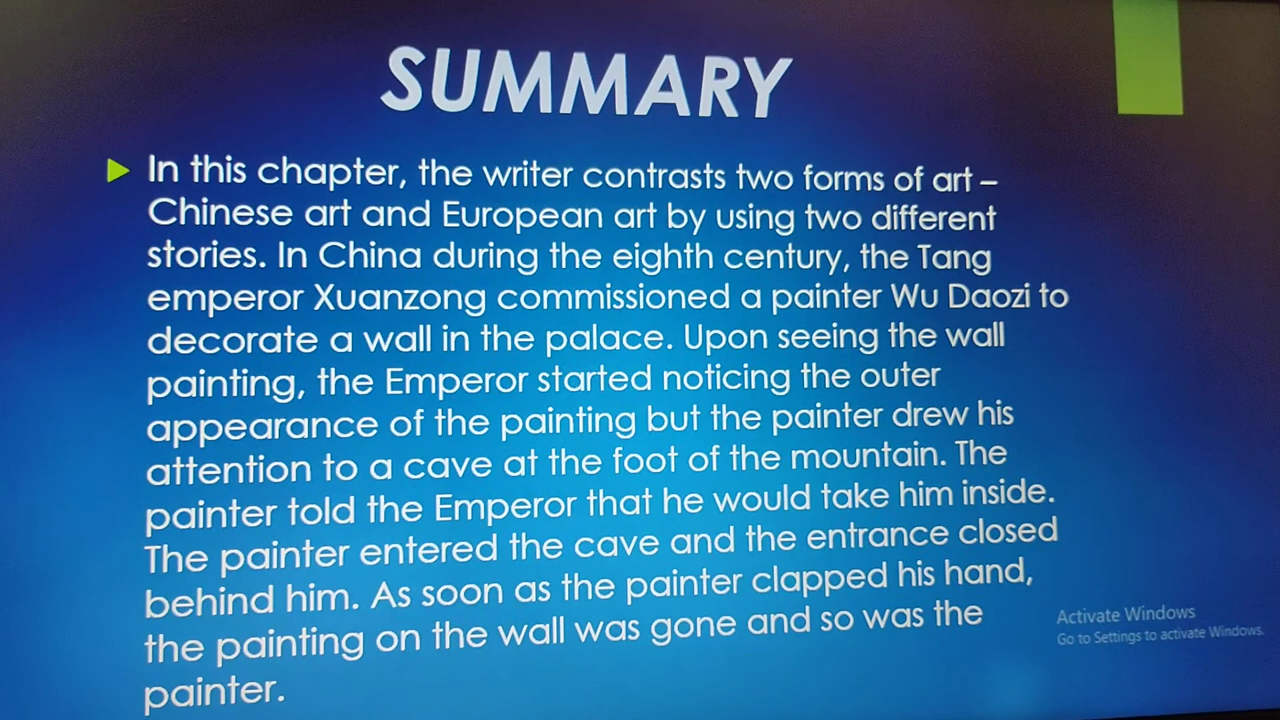 SUMMARY
In this chapter, the writer contrasts two forms of art –
Chinese art and European art by using two different
stories. In China during the eighth century, the Tang
emperor Xuanzong commissioned a painter Wu Daozi to
decorate a wall in the palace. Upon seeing the wall
painting, the Emperor started noticing the outer
appearance of the painting but the painter drew his
attention to a cave at the foot of the mountain. The
painter told the Emperor that he would take him inside.
The painter entered the cave and the entrance closed
behind him. As soon as the painter clapped his hand,
the painting on the wall was gone and so was the
painter.
Activate Windows
Go to Settings to activate Windows.